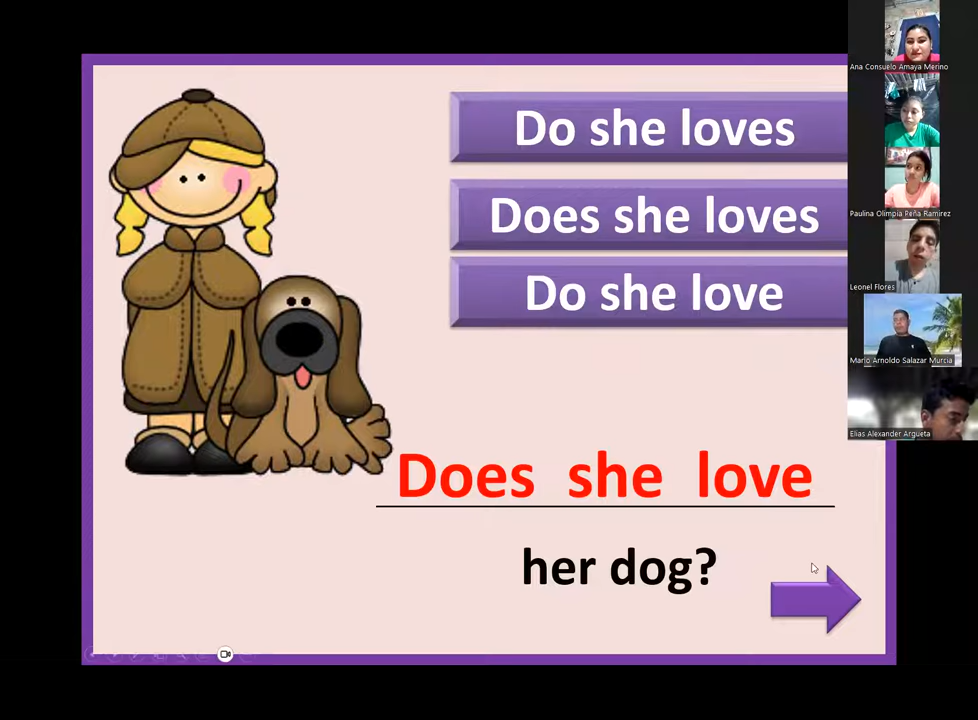 Do she loves
Does she loves
Do she love
Does she love
her dog?
Ana Consuelo Amaya Merino
Paulina Olimpia Peña Ramirez
Leonel Flores
Mario Arnoldo Salazar Murcia
Elias Alexander Argueta